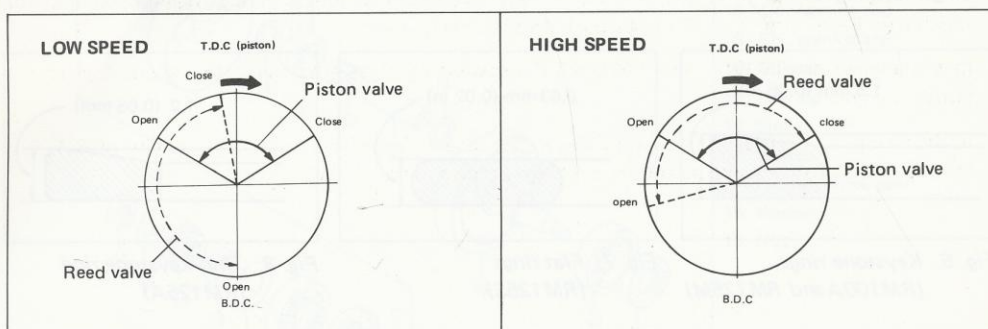 LOW SPEED
T.D.C (piston)
Close
Piston valve
Open
Close
Reed valve
Open
B.D.C.
HIGH SPEED
T.D.C (piston)
Reed valve
Open
close
Piston valve
open
B.D.C